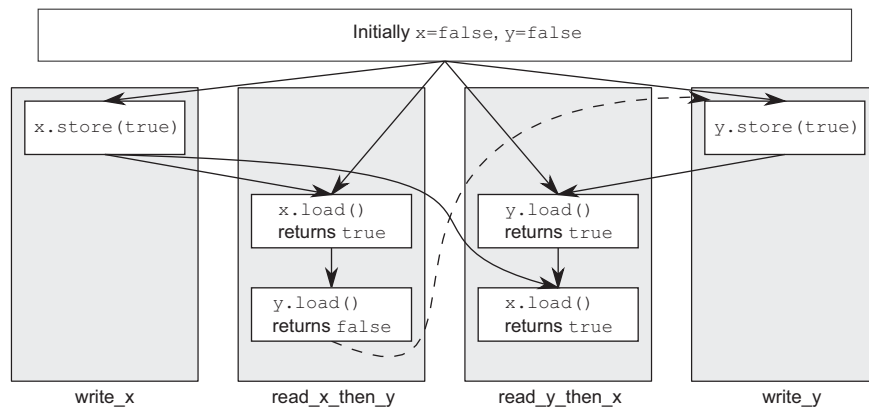 Initially x=false, y=false
x.store(true)
y.store(true)
x.load()
returns true
y.load()
returns true
y.load()
returns false
x.load()
returns true
write_x
read_x_then_y
read_y_then_x
write_y